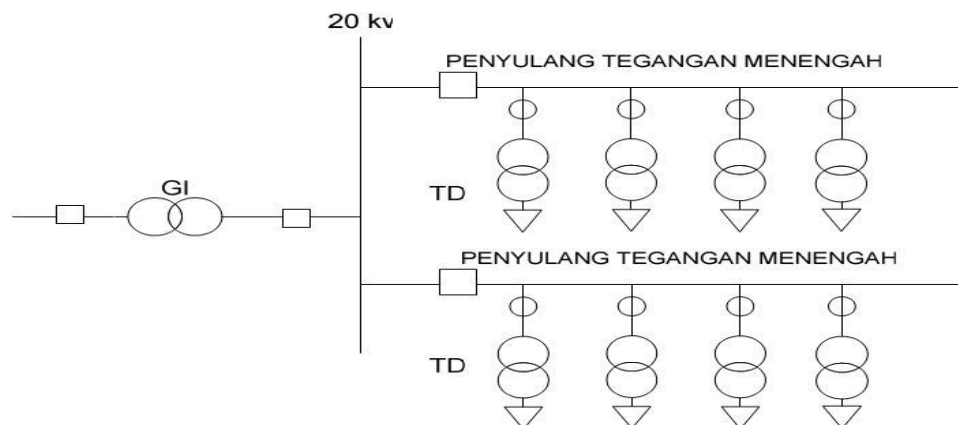 20 kv
PENYULANG TEGANGAN MENENGAH
GI
TD
PENYULANG TEGANGAN MENENGAH
TD